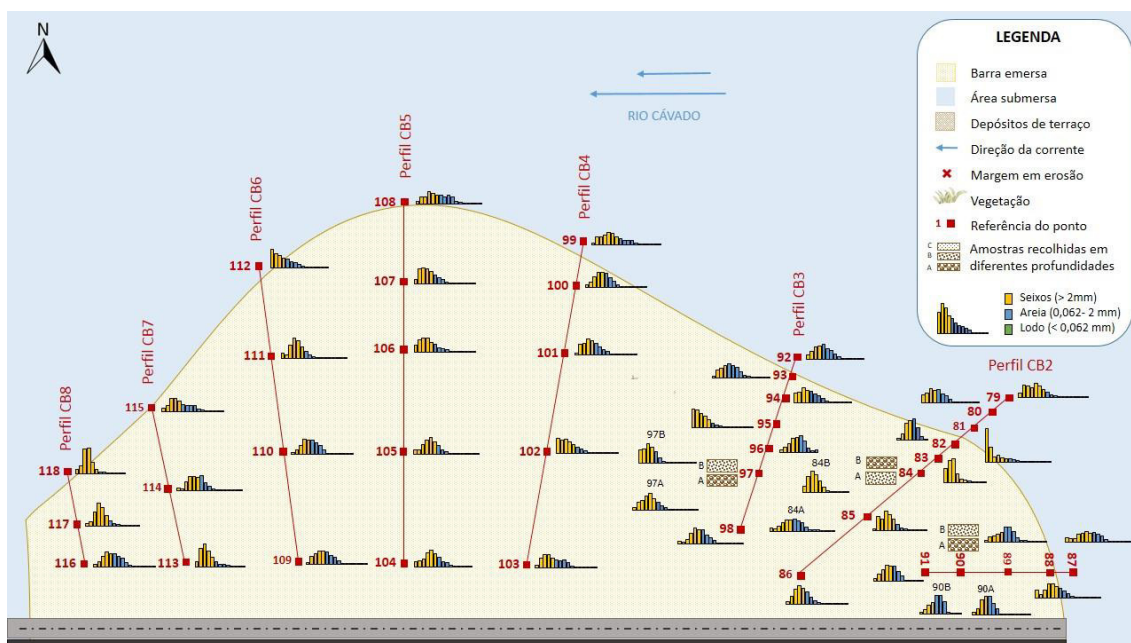 N
RIO CÁVADO
LEGENDA
Barra emersa
Área submersa
Depósitos de terraço
Direção da corrente
Margem em erosão
Vegetação
1 Referência do ponto
C
B
A
Amostras recolhidas em
diferentes profundidades
Seixos (> 2mm)
Areia (0,062- 2 mm)
Lodo (< 0,062 mm)
Perfil CB8
118
117
116
Perfil CB7
115
114
113
Perfil CB6
112
111
110
109
Perfil CB5
108
107
106
105
104
Perfil CB4
99
100
101
102
103
Perfil CB3
92
93
94
95
96
97
98
97B
B
A
97A
Perfil CB2
79
80
81
82
83
84
85
86
84B
B
A
84A
B
A
91
90
89
88
87
90B
90A